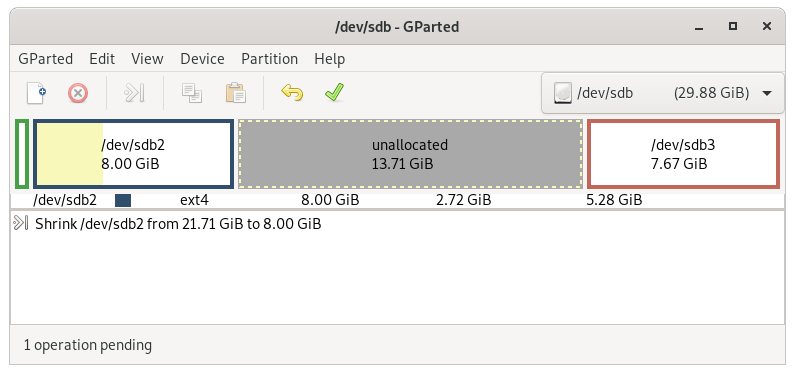 /dev/sdb - GParted
GParted Edit View Device Partition Help
/dev/sdb (29.88 GiB)
/dev/sdb2
8.00 GiB
unallocated
13.71 GiB
/dev/sdb3
7.67 GiB
/dev/sdb2 ext4 8.00 GiB 2.72 GiB 5.28 GiB
Shrink /dev/sdb2 from 21.71 GiB to 8.00 GiB
1 operation pending